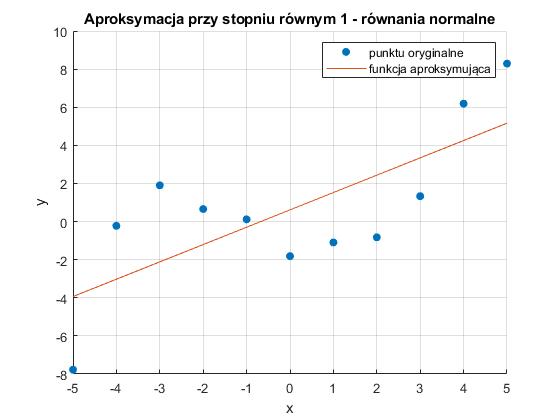 Aproksymacja przy stopniu równym 1 - równania normalne
punktu oryginalne
funkcja aproksymująca
10
8
6
4
2
0
-2
-4
-6
-8
y
-5 -4 -3 -2 -1 0 1 2 3 4 5
x